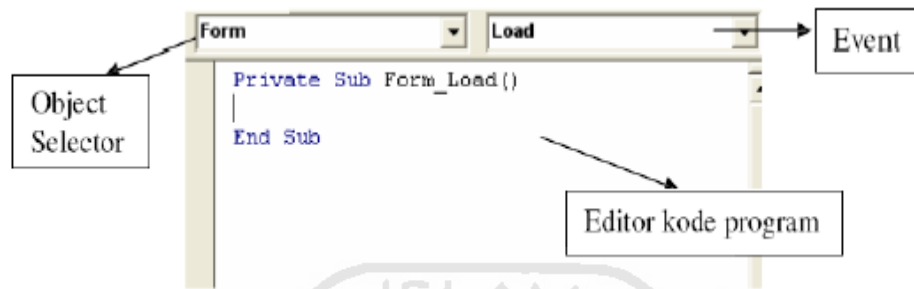 Form
Load
Event
Object
Selector
Private Sub Form_Load()
End Sub
Editor kode program